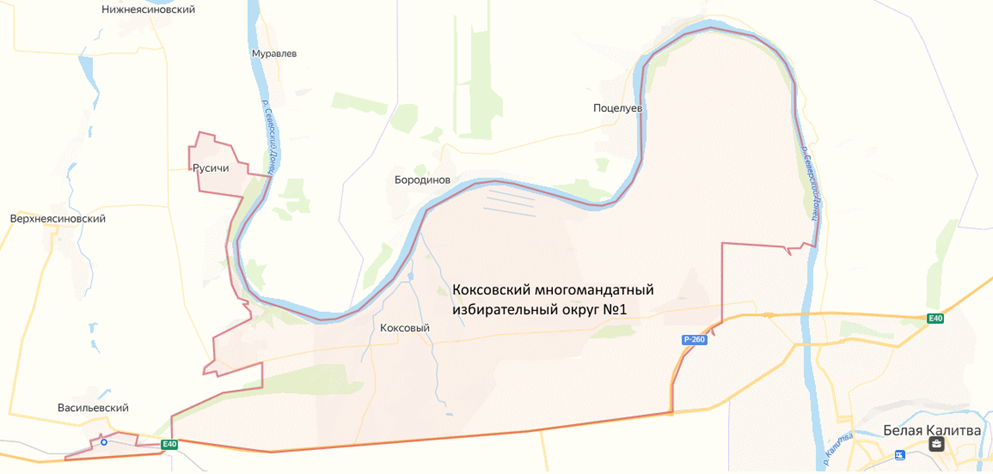 Нижнеясиновский
Муравлев
р. Северский Донец
Поцелуев
Русичи
Бородинов
р. Северский Донец
Верхнеясиновский
Коксовский многомандатный
избирательный округ №1
Коксовый
E40
Р-260
Васильевский
E40
Белая Калитва
р. Калитва